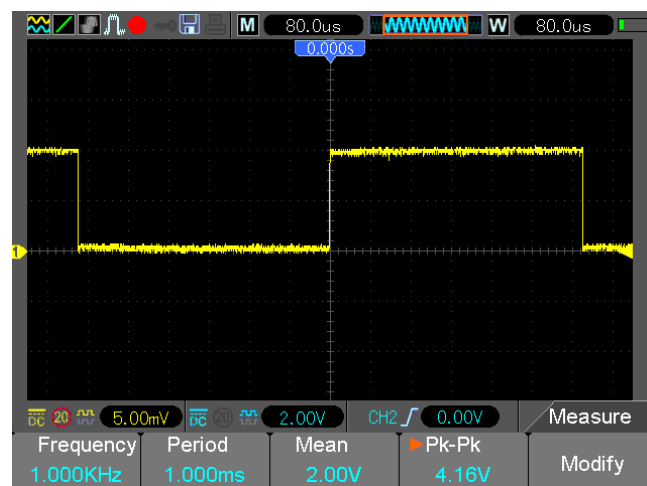 M 80.0us W 80.0us
0.000s
1
DC 20 5.00mV DC 20 2.00V CH2 0.00V Measure
Frequency Period Mean Pk-Pk Modify
1.000KHz 1.000ms 2.00V 4.16V